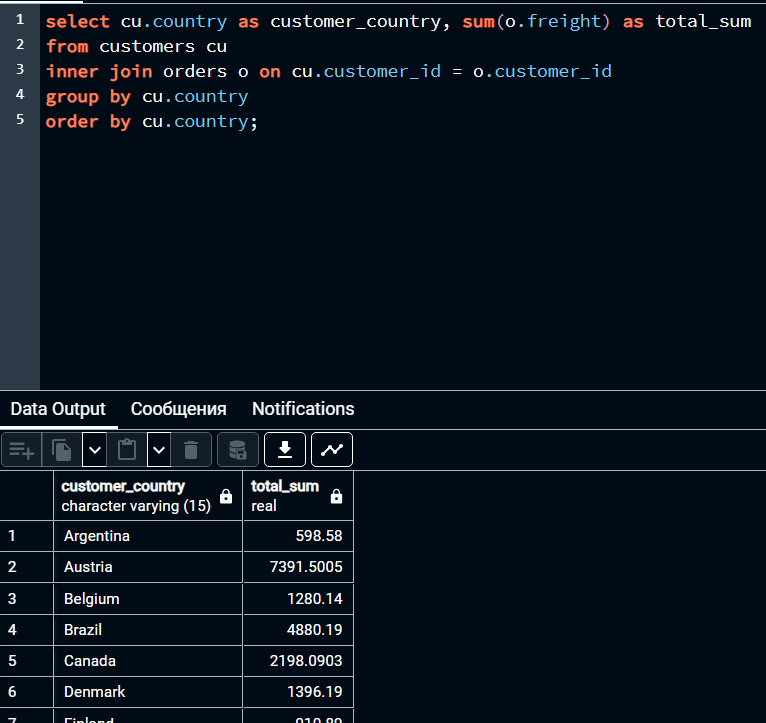 1 select cu.country as customer_country, sum(o.freight) as total_sum
2 from customers cu
3 inner join orders o on cu.customer_id = o.customer_id
4 group by cu.country
5 order by cu.country;
Data Output Сообщения Notifications
customer_country total_sum
character varying (15) real
1 Argentina 598.58
2 Austria 7391.5005
3 Belgium 1280.14
4 Brazil 4880.19
5 Canada 2198.0903
6 Denmark 1396.19
7 Finland